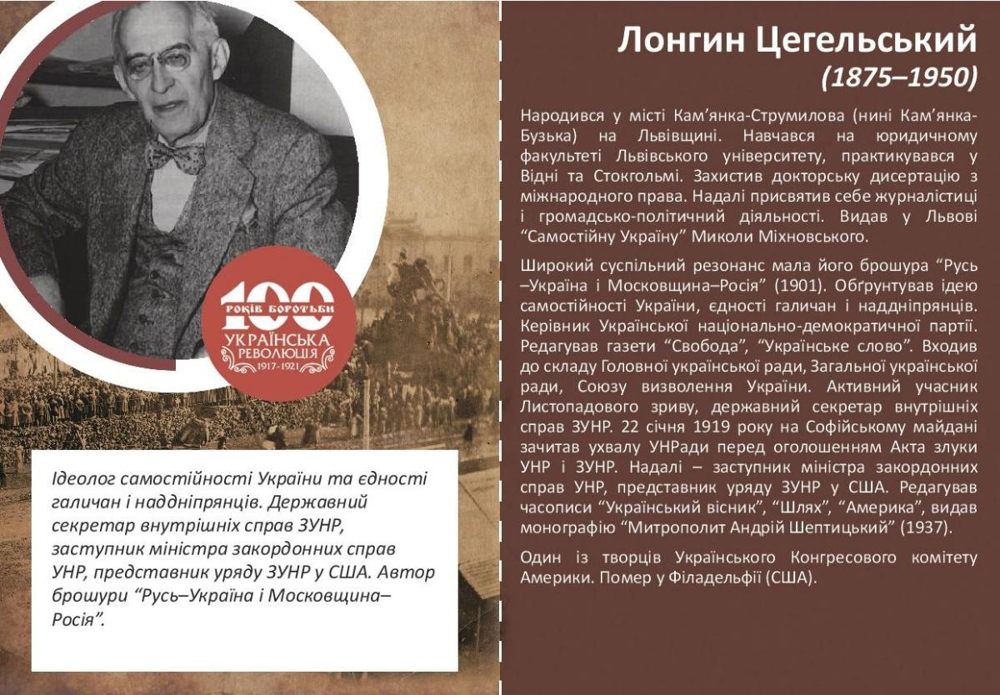 100
РОКІВ БОРОТЬБИ
УКРАЇНСЬКА
РЕВОЛЮЦІЯ
1917-1921
Ідеолог самостійності України та єдності
галичан і наддніпрянців. Державний
секретар внутрішніх справ ЗУНР,
заступник міністра закордонних справ
УНР, представник уряду ЗУНР у США. Автор
брошури “Русь–Україна і Московщина–
Росія”.
Лонгин Цегельський
(1875–1950)
Народився у місті Кам’янка-Струмилова (нині Кам’янка-
Бузька) на Львівщині. Навчався на юридичному
факультеті Львівського університету, практикувався у
Відні та Стокгольмі. Захистив докторську дисертацію з
міжнародного права. Надалі присвятив себе журналістиці
і громадсько-політичний діяльності. Видав у Львові
“Самостійну Україну” Миколи Міхновського.
Широкий суспільний резонанс мала його брошура “Русь
–Україна і Московщина–Росія” (1901). Обґрунтував ідею
самостійності України, єдності галичан і наддніпрянців.
Керівник Української національно-демократичної партії.
Редагував газети “Свобода”, “Українське слово”. Входив
до складу Головної української ради, Загальної української
ради, Союзу визволення України. Активний учасник
Листопадового зриву, державний секретар внутрішніх
справ ЗУНР. 22 січня 1919 року на Софійському майдані
зачитав ухвалу УНРади перед оголошенням Акта злуки
УНР і ЗУНР. Надалі – заступник міністра закордонних
справ УНР, представник уряду ЗУНР у США. Редагував
часописи “Український вісник”, “Шлях”, “Америка”, видав
монографію “Митрополит Андрій Шептицький” (1937).
Один із творців Українського Конгресового комітету
Америки. Помер у Філадельфії (США).